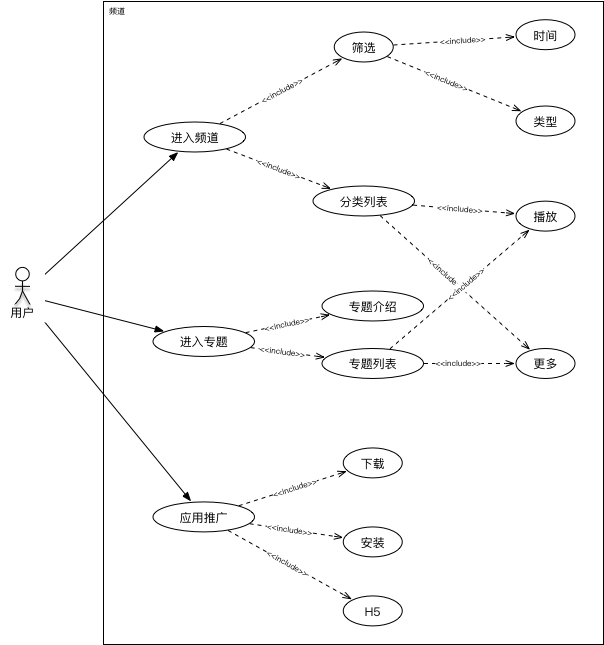 频道
筛选
<<include>>
时间
<<include>>
<<include>>
类型
进入频道
<<include>>
分类列表
<<include>>
播放
<<include
<<include>>
用户
专题介绍
<<include>>
进入专题
<<include>>
专题列表
<<include>>
更多
下载
<<include>>
应用推广
<<include>>
安装
<<include>>
H5